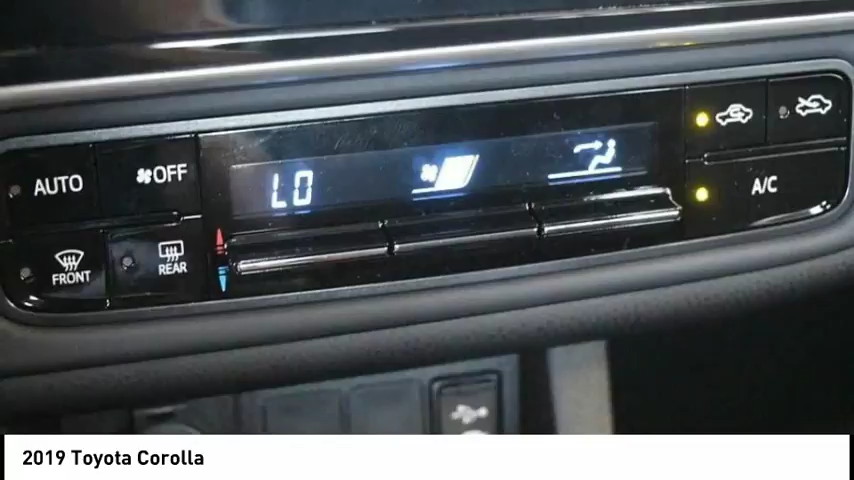 AUTO
OFF
LO
A/C
FRONT
REAR
2019 Toyota Corolla